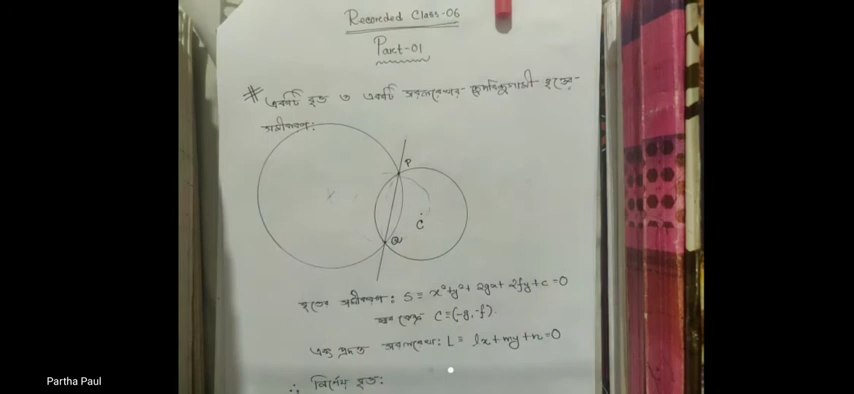 Recorded Class-06
Part-01
# একটি বৃত্ত ও একটি সরলরেখার ছেদবিন্দুগামী বৃত্তের-
সমীকরণ:
P
C
Q
বৃত্তের সমীকরণ: S ≡ x²+y²+2gx+2fy+c=0
যার কেন্দ্র C≡(-g,-f).
এবং প্রদত্ত সরলরেখা: L ≡ lx+my+n=0
∴ নির্ণেয় বৃত্ত:
Partha Paul